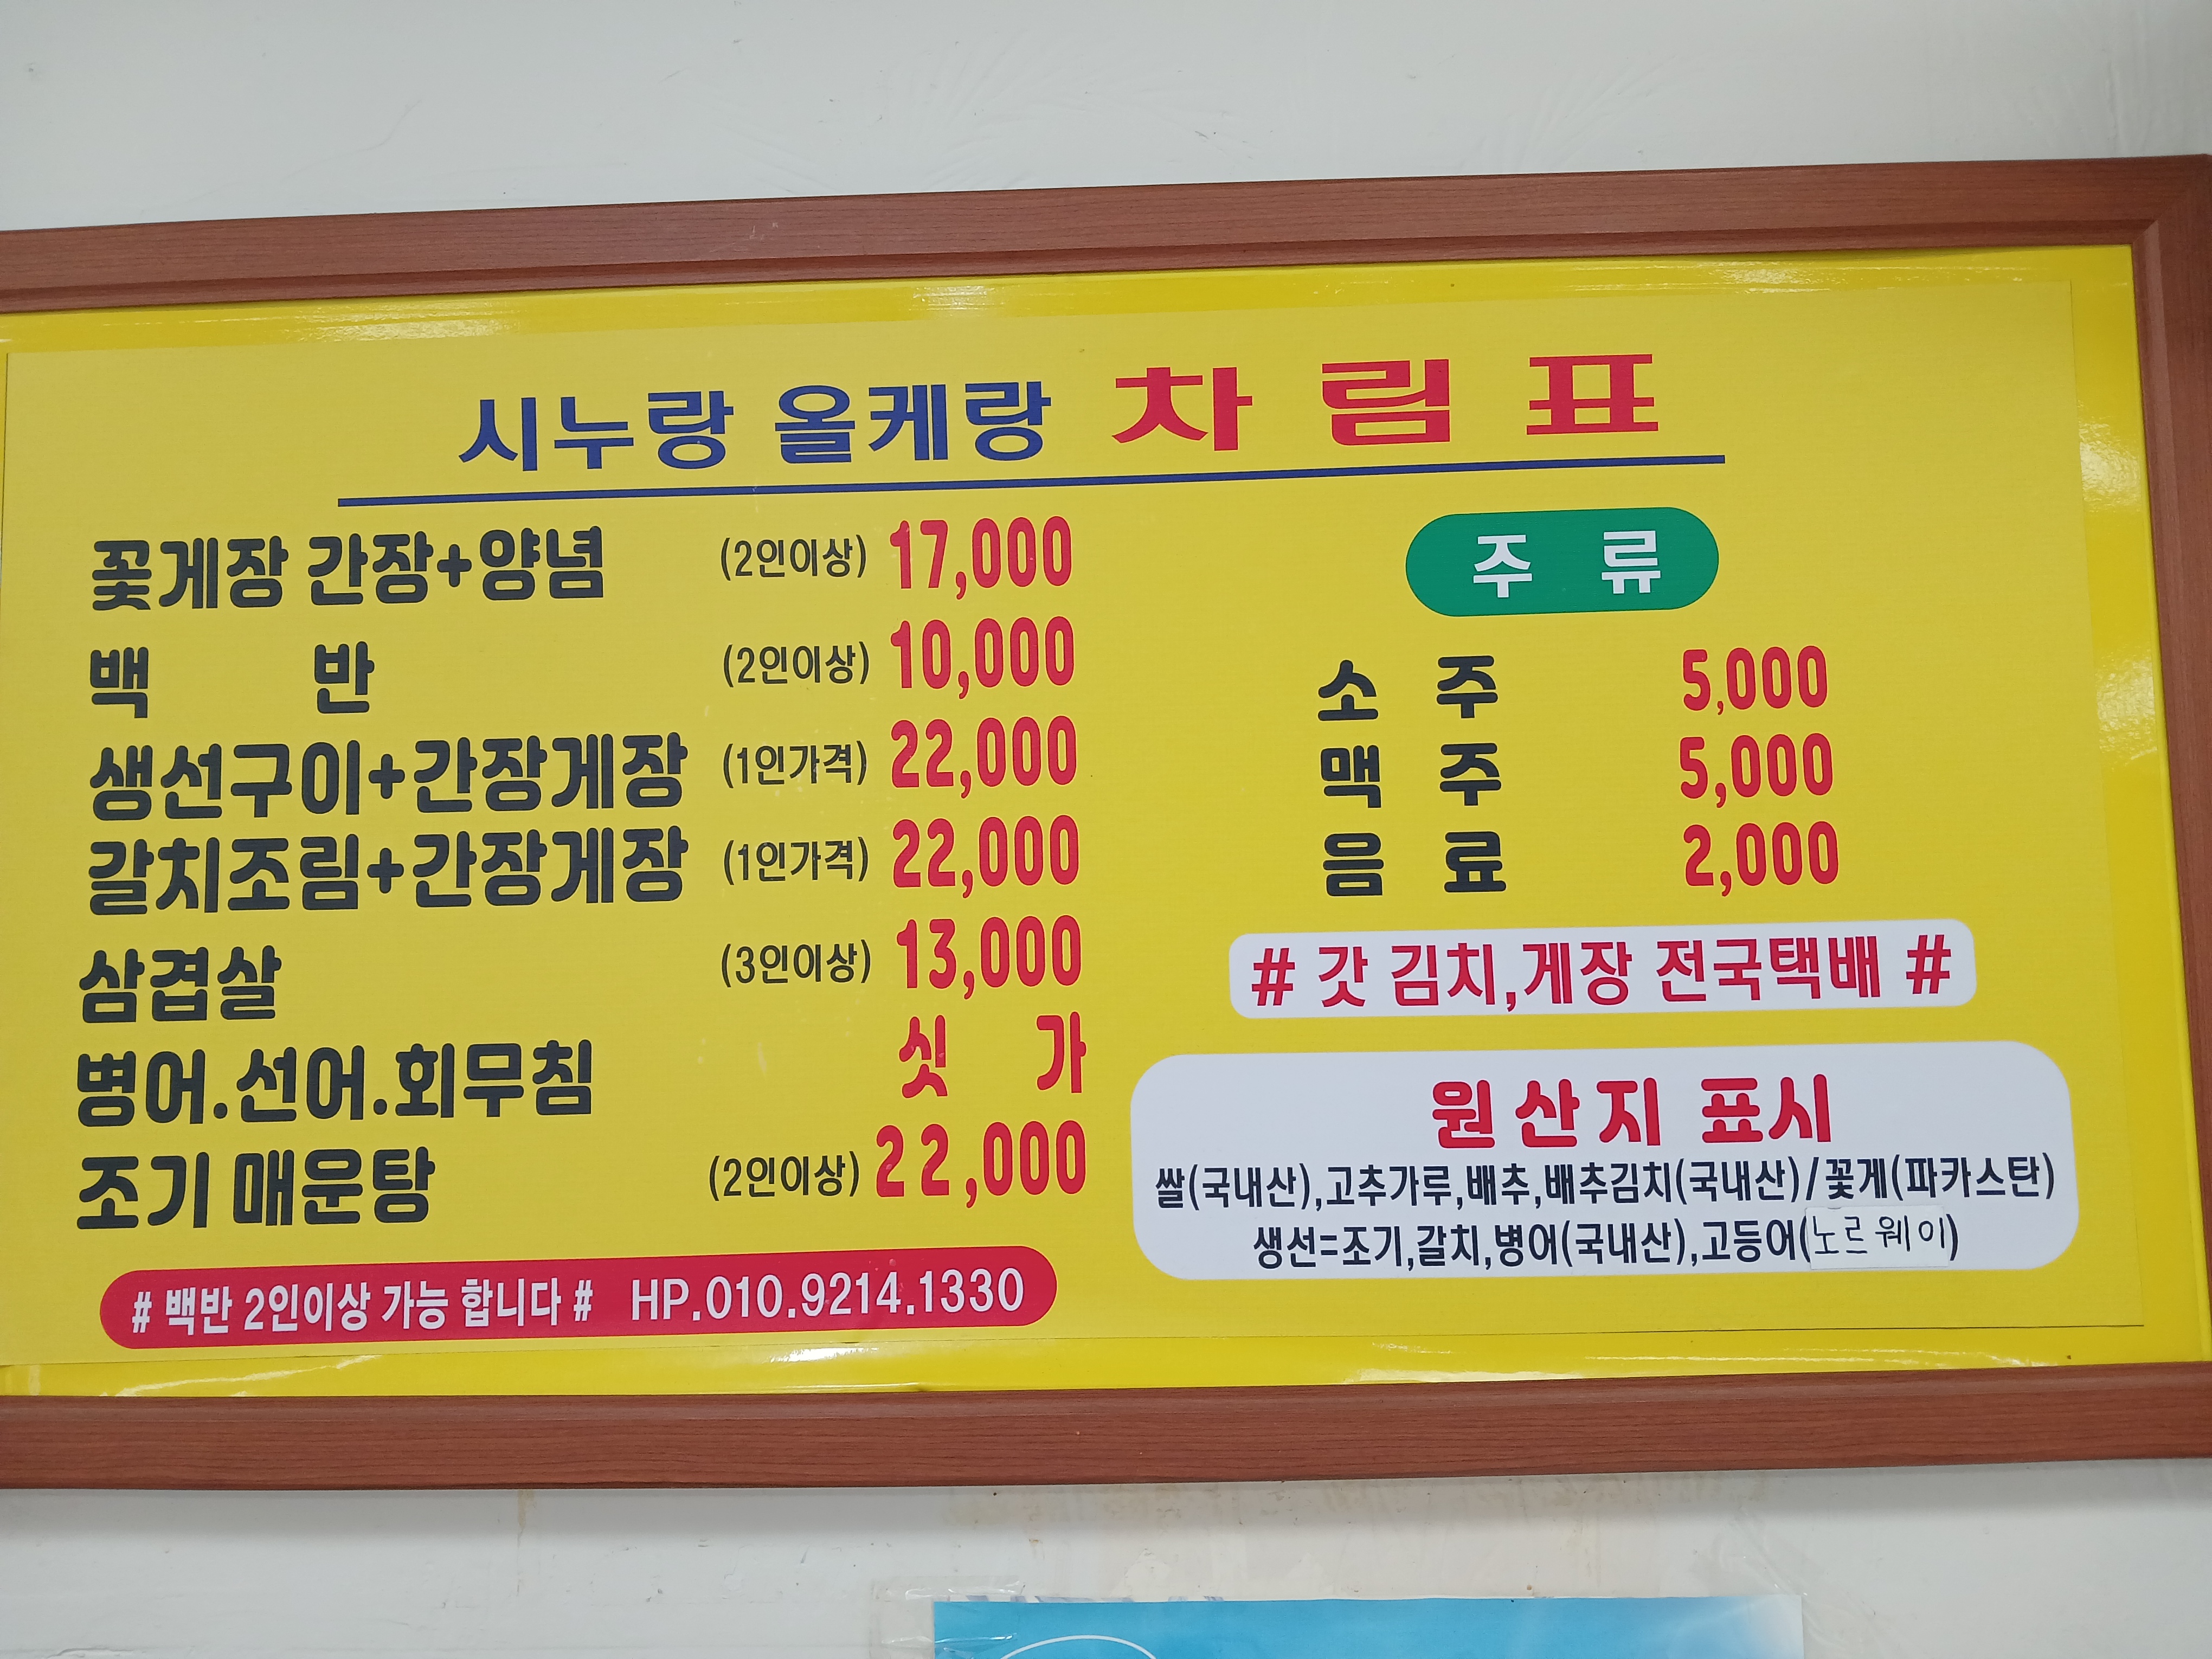 시누랑 올케랑 차림표
꽃게장 간장+양념 (2인이상) 17,000
백 반 (2인이상) 10,000
생선구이+간장게장 (1인가격) 22,000
갈치조림+간장게장 (1인가격) 22,000
삼겹살 (3인이상) 13,000
병어.선어.회무침 싯 가
조기 매운탕 (2인이상) 22,000
# 백반 2인이상 가능 합니다 # HP.010.9214.1330
주 류
소 주 5,000
맥 주 5,000
음 료 2,000
# 갓 김치,게장 전국택배 #
원산지 표시
쌀(국내산),고추가루,배추,배추김치(국내산)/꽃게(파카스탄)
생선=조기,갈치,병어(국내산),고등어(노르웨이)